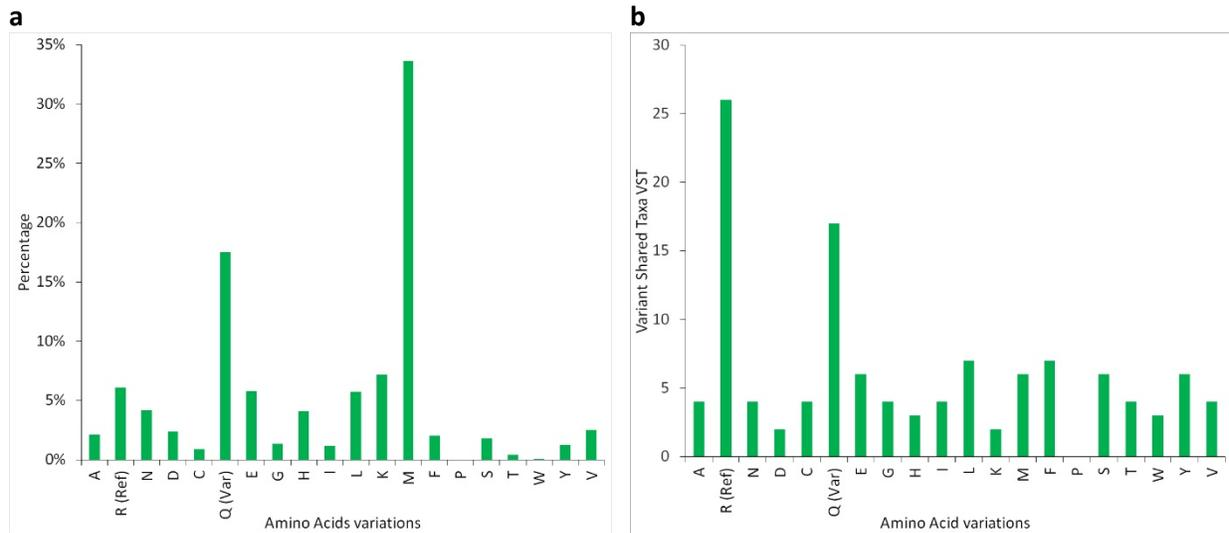 a
Percentage
35%
30%
25%
20%
15%
10%
5%
0%
A
R (Ref)
N
D
C
Q (Var)
E
G
H
I
L
K
M
F
P
S
T
W
Y
V
Amino Acids variations
b
Variant Shared Taxa VST
30
25
20
15
10
5
0
A
R (Ref)
N
D
C
Q (Var)
E
G
H
I
L
K
M
F
P
S
T
W
Y
V
Amino Acid variations